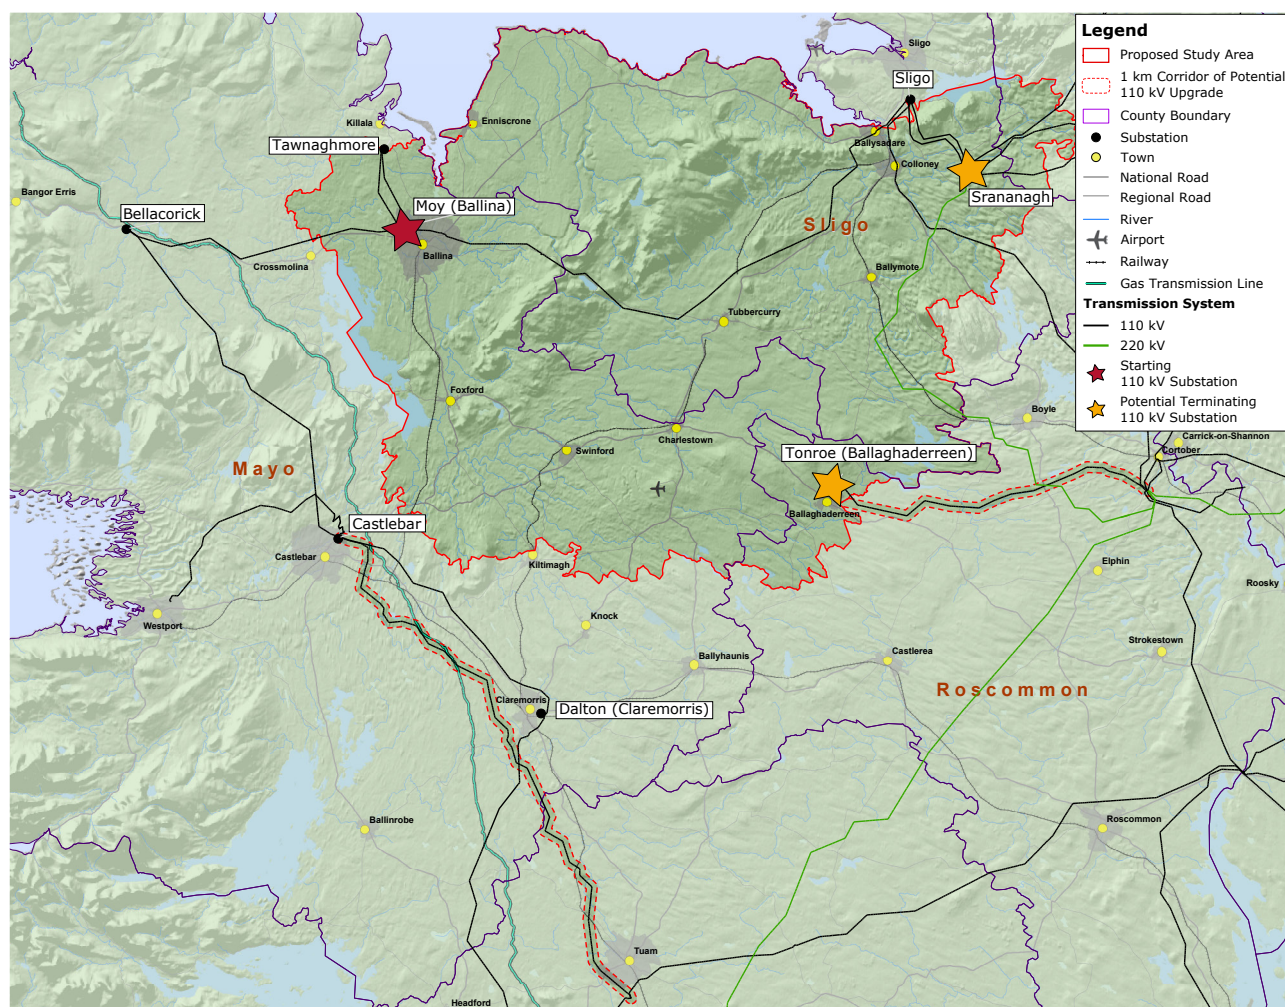 Legend
Proposed Study Area
1 km Corridor of Potential
110 kV Upgrade
County Boundary
Substation
Town
National Road
Regional Road
River
Airport
Railway
Gas Transmission Line
Transmission System
110 kV
220 kV
Starting
110 kV Substation
Potential Terminating
110 kV Substation
Sligo
Sligo
Killala
Enniscrone
Tawnaghmore
Ballysadare
Colloney
Bangor Erris
Bellacorick
Moy (Ballina)
Srananagh
Sligo
Ballina
Crossmolina
Ballymote
Tubbercurry
Foxford
Boyle
Charlestown
Carrick-on-Shannon
Cortober
Swinford
Tonroe (Ballaghaderreen)
Mayo
Ballaghaderreen
Castlebar
Castlebar
Kiltimagh
Elphin
Roosky
Westport
Knock
Strokestown
Ballyhaunis
Castlerea
Roscommon
Claremorris
Dalton (Claremorris)
Ballinrobe
Roscommon
Tuam
Headford